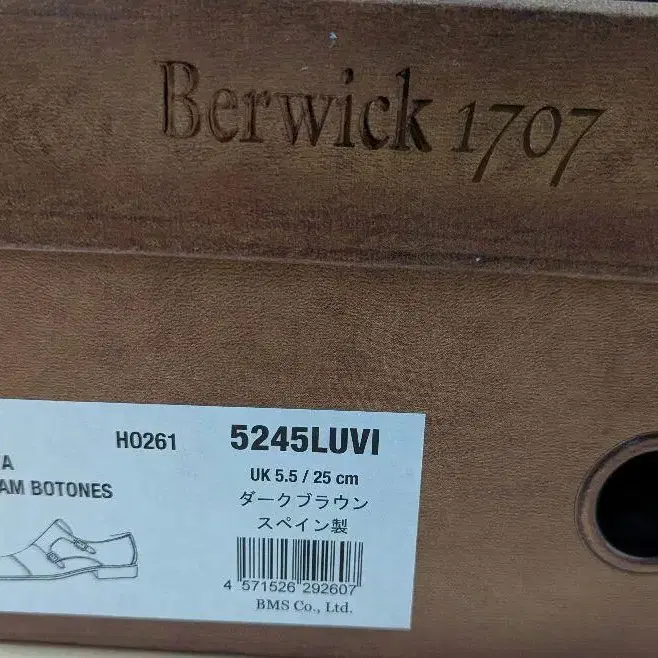 Berwick 1707
H0261 5245LUVI
UK 5.5 / 25 cm
A
AM BOTONES
ダークブラウン
スペイン製
4 571526 292607
BMS Co., Ltd.